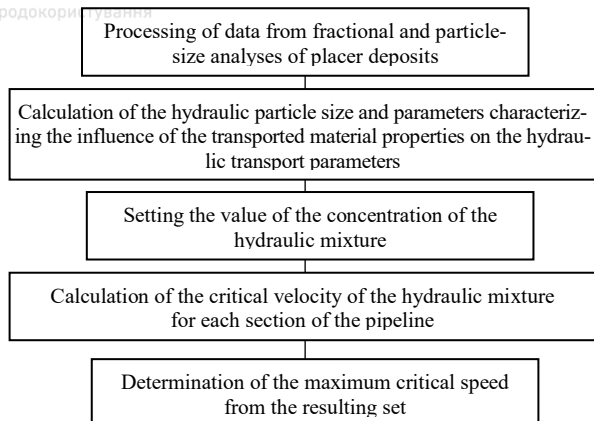 родокористування
Processing of data from fractional and particle-
size analyses of placer deposits
Calculation of the hydraulic particle size and parameters characteriz-
ing the influence of the transported material properties on the hydrau-
lic transport parameters
Setting the value of the concentration of the
hydraulic mixture
Calculation of the critical velocity of the hydraulic mixture
for each section of the pipeline
Determination of the maximum critical speed
from the resulting set